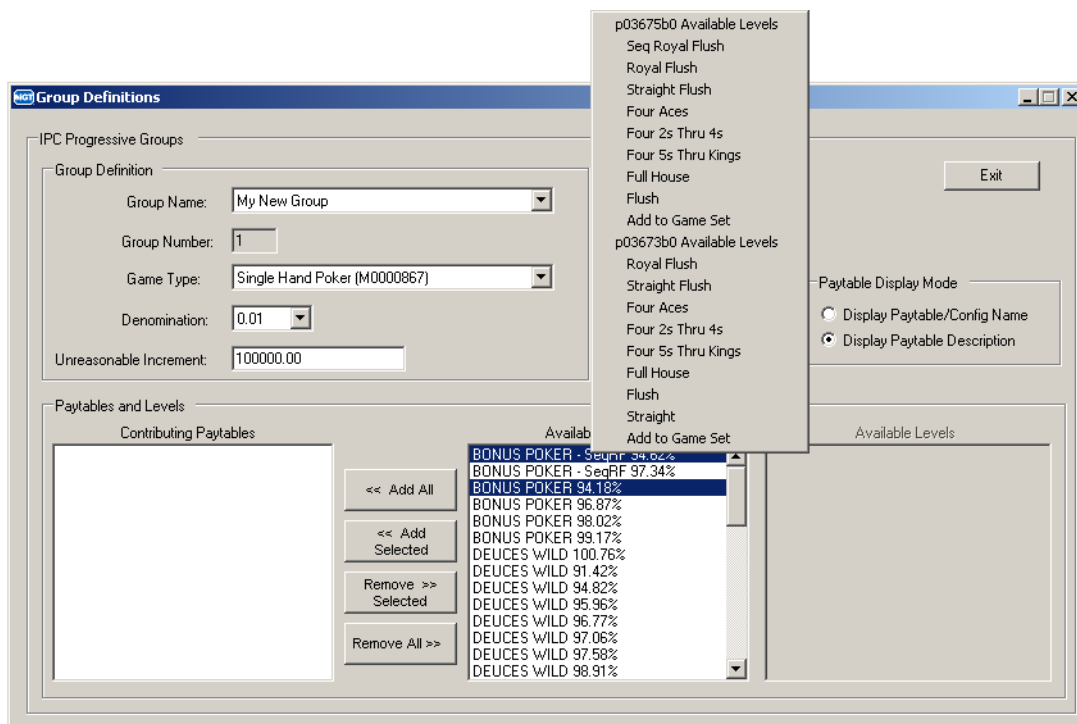 p03675b0 Available Levels
Seq Royal Flush
Royal Flush
Straight Flush
Four Aces
Four 2s Thru 4s
Four 5s Thru Kings
Full House
Flush
Add to Game Set
p03673b0 Available Levels
Royal Flush
Straight Flush
Four Aces
Four 2s Thru 4s
Four 5s Thru Kings
Full House
Flush
Straight
Add to Game Set
Group Definitions
IPC Progressive Groups
Group Definition
Group Name: My New Group
Group Number: 1
Game Type: Single Hand Poker (M0000867)
Denomination: 0.01
Unreasonable Increment: 100000.00
Exit
Paytable Display Mode
Display Paytable/Config Name
Display Paytable Description
Paytables and Levels
Contributing Paytables
<< Add All
<< Add
Selected
Remove >>
Selected
Remove All >>
Availab
BONUS POKER - SeqRF 94.62%
BONUS POKER - SeqRF 97.34%
BONUS POKER 94.18%
BONUS POKER 96.87%
BONUS POKER 98.02%
BONUS POKER 99.17%
DEUCES WILD 100.76%
DEUCES WILD 91.42%
DEUCES WILD 94.82%
DEUCES WILD 95.96%
DEUCES WILD 96.77%
DEUCES WILD 97.06%
DEUCES WILD 97.58%
DEUCES WILD 98.91%
Available Levels